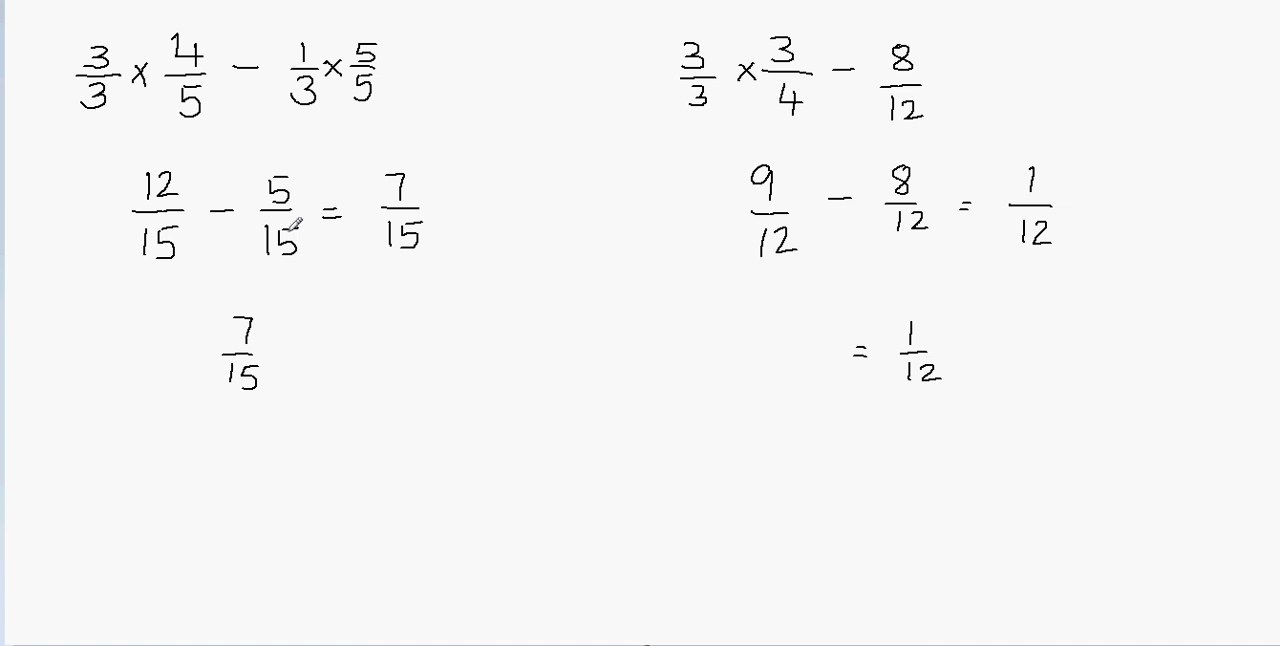 3/3 × 4/5 − 1/3 × 5/5
12/15 − 5/15 = 7/15
7/15
3/3 × 3/4 − 8/12
9/12 − 8/12 = 1/12
= 1/12